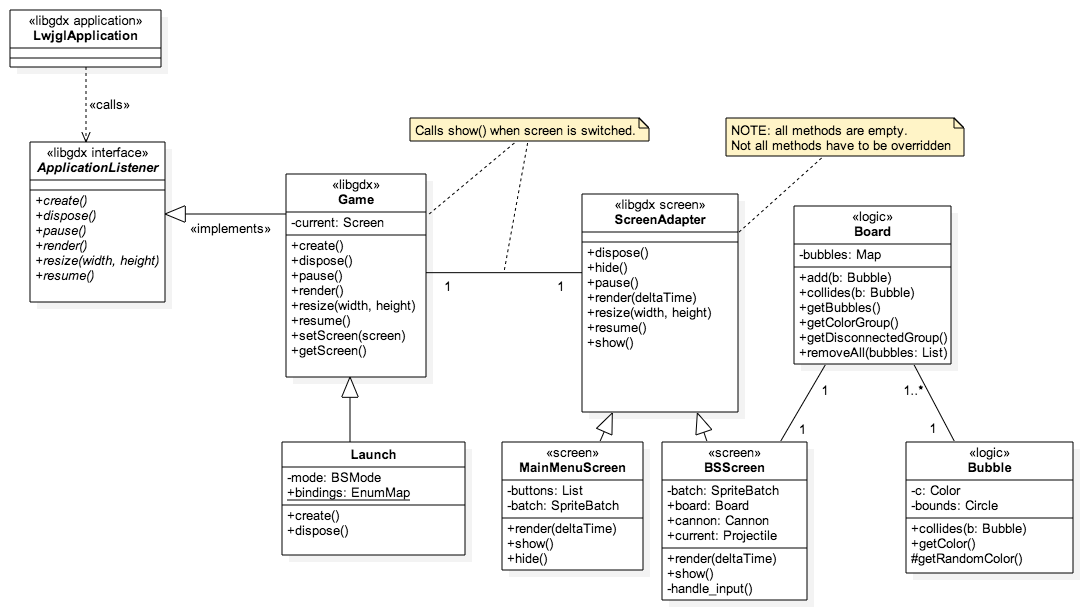 «libgdx application»
LwjglApplication
«calls»
«libgdx interface»
ApplicationListener
+create()
+dispose()
+pause()
+render()
+resize(width, height)
+resume()
«implements»
Calls show() when screen is switched.
NOTE: all methods are empty.
Not all methods have to be overridden
«libgdx»
Game
-current: Screen
+create()
+dispose()
+pause()
+render()
+resize(width, height)
+resume()
+setScreen(screen)
+getScreen()
1
1
«libgdx screen»
ScreenAdapter
+dispose()
+hide()
+pause()
+render(deltaTime)
+resize(width, height)
+resume()
+show()
«logic»
Board
-bubbles: Map
+add(b: Bubble)
+collides(b: Bubble)
+getBubbles()
+getColorGroup()
+getDisconnectedGroup()
+removeAll(bubbles: List)
1
1..*
1
1
Launch
-mode: BSMode
+bindings: EnumMap
+create()
+dispose()
«screen»
MainMenuScreen
-buttons: List
-batch: SpriteBatch
+render(deltaTime)
+show()
+hide()
«screen»
BSScreen
-batch: SpriteBatch
+board: Board
+cannon: Cannon
+current: Projectile
+render(deltaTime)
+show()
-handle_input()
«logic»
Bubble
-c: Color
-bounds: Circle
+collides(b: Bubble)
+getColor()
#getRandomColor()